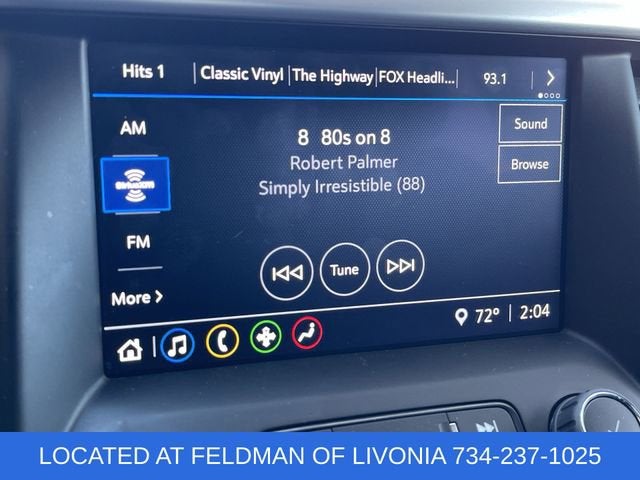 Hits 1 Classic Vinyl The Highway FOX Headli... 93.1
AM
8 80s on 8
Sound
Robert Palmer
Browse
SiriusXM
Simply Irresistible (88)
FM
Tune
More
72° 2:04
LOCATED AT FELDMAN OF LIVONIA 734-237-1025